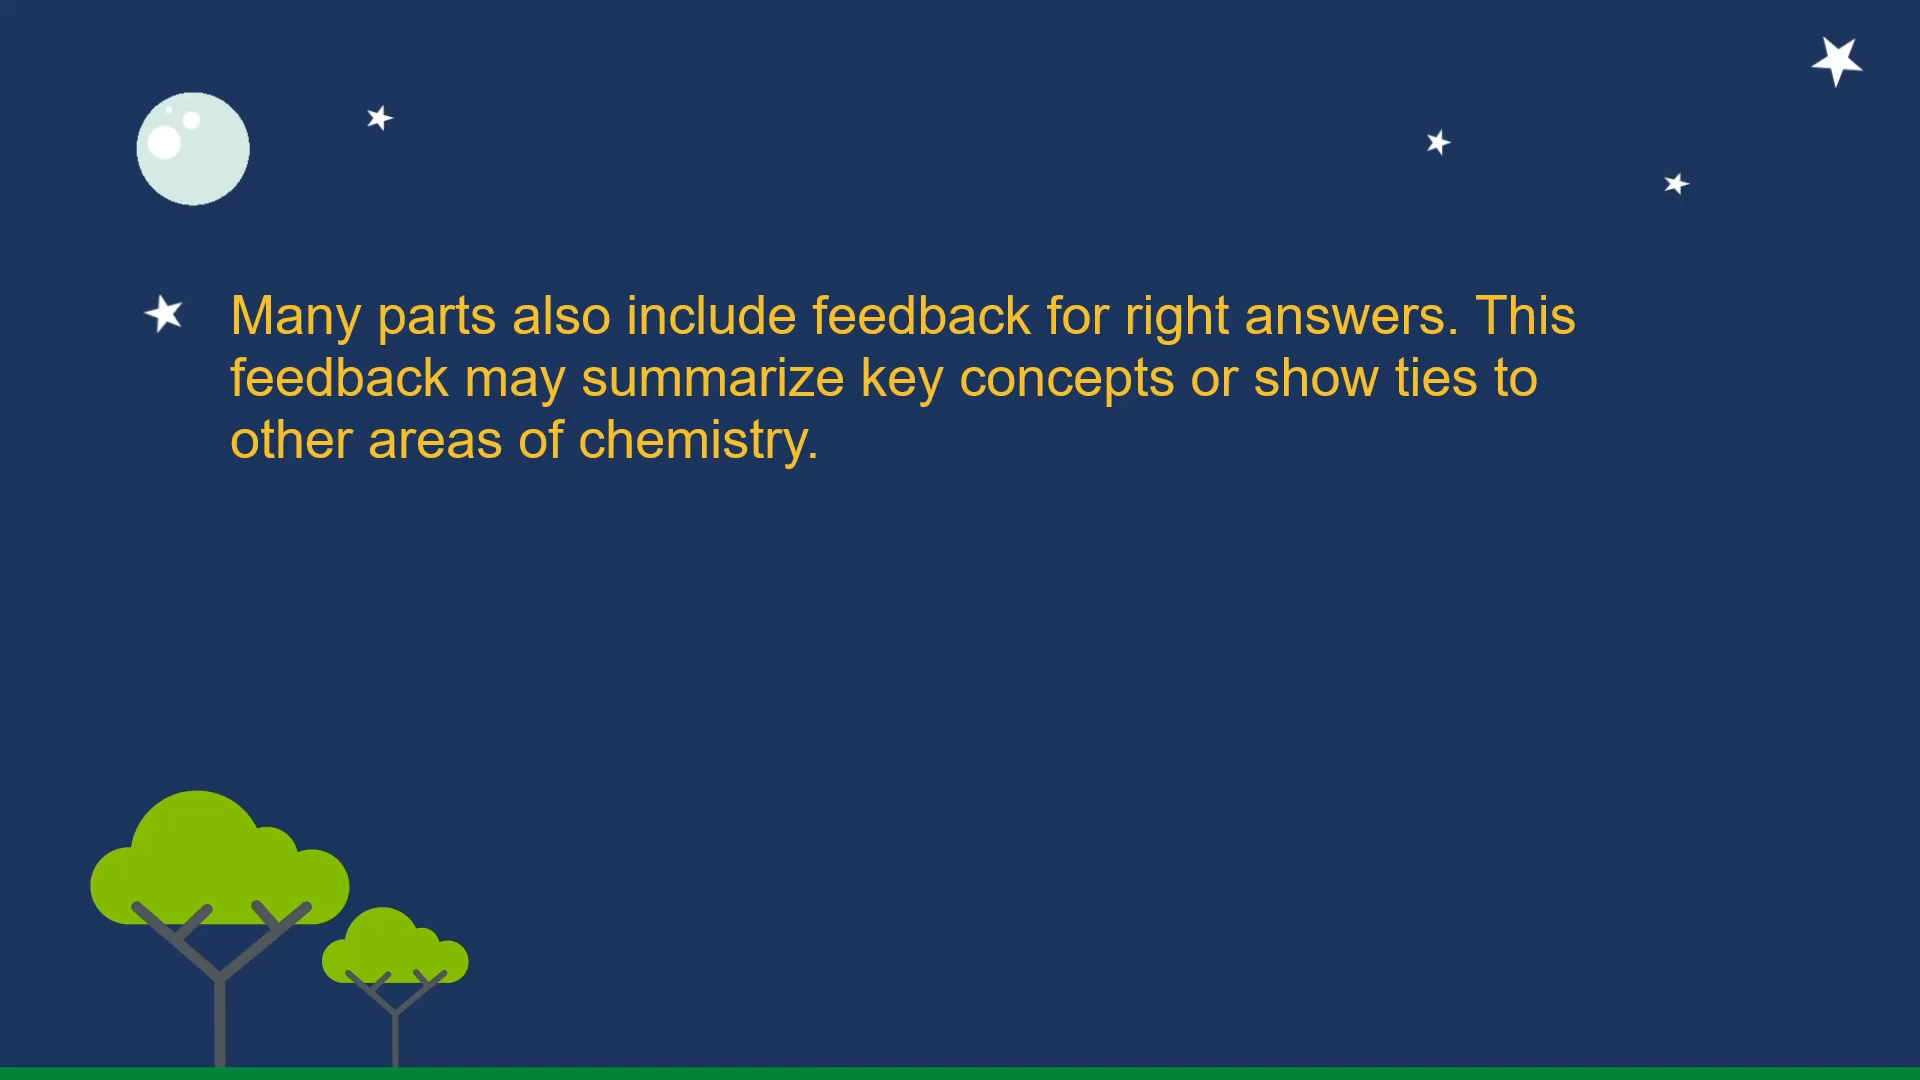 Many parts also include feedback for right answers. This
feedback may summarize key concepts or show ties to
other areas of chemistry.